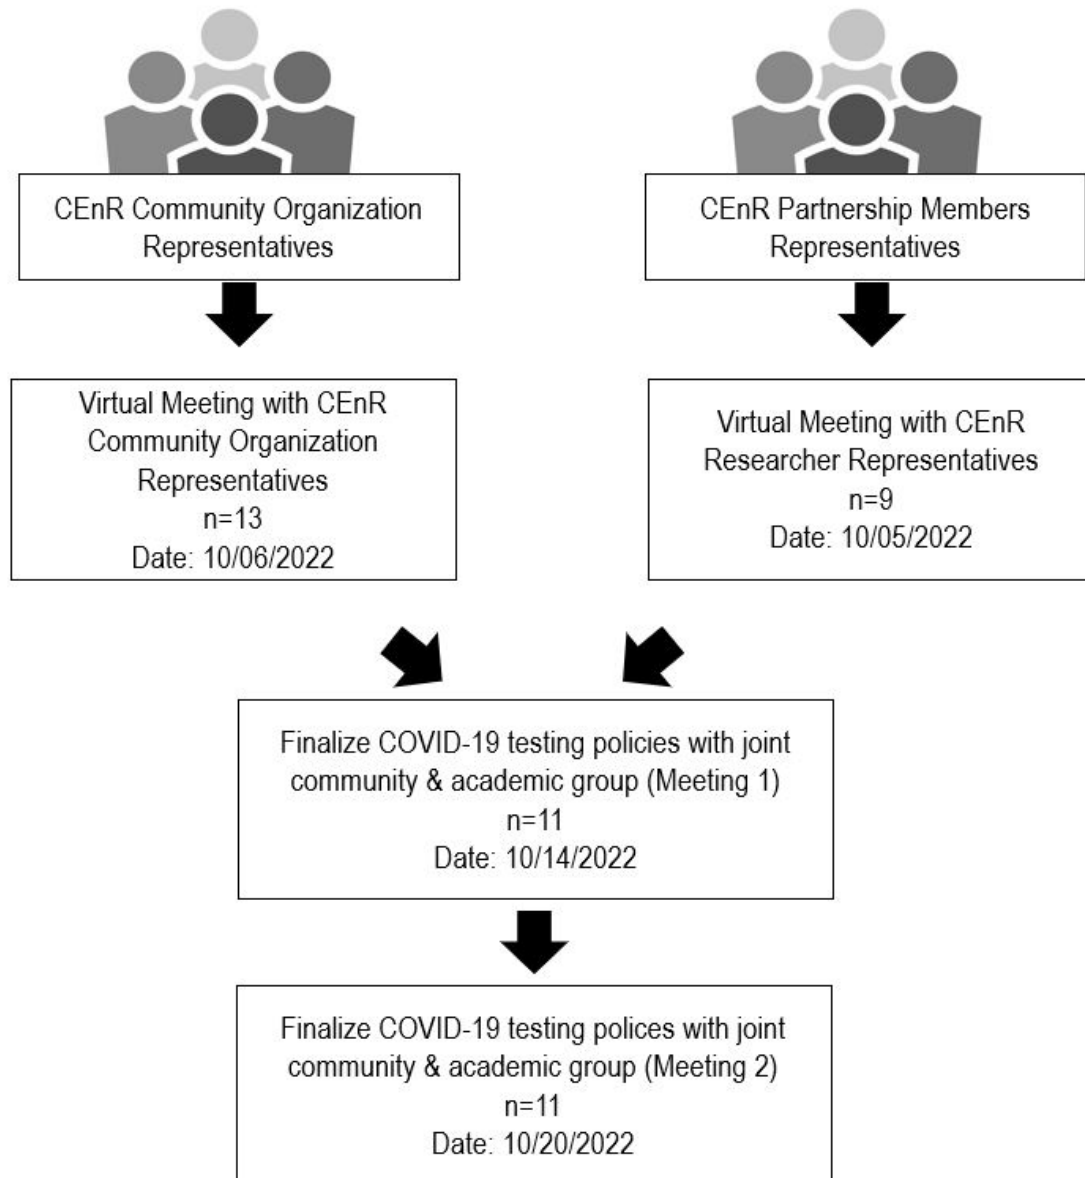 CEnR Community Organization
Representatives
CEnR Partnership Members
Representatives
Virtual Meeting with CEnR
Community Organization
Representatives
n=13
Date: 10/06/2022
Virtual Meeting with CEnR
Researcher Representatives
n=9
Date: 10/05/2022
Finalize COVID-19 testing policies with joint
community & academic group (Meeting 1)
n=11
Date: 10/14/2022
Finalize COVID-19 testing polices with joint
community & academic group (Meeting 2)
n=11
Date: 10/20/2022